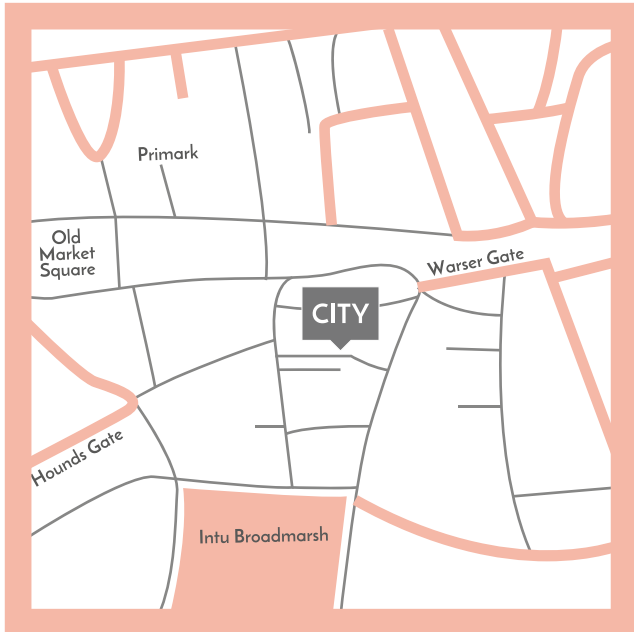 Primark
Old
Market
Square
Warser Gate
CITY
Hounds Gate
Intu Broadmarsh